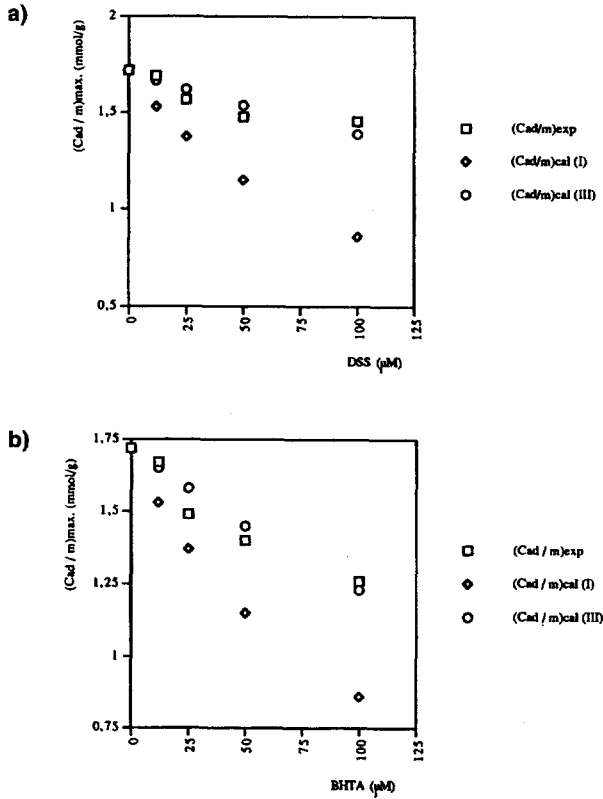 a)
(Cad / m)max. (mmol/g)
2
1,5
1
0,5
0
25
50
75
100
125
DSS (µM)
(Cad/m)exp
(Cad/m)cal (I)
(Cad/m)cal (III)
b)
(Cad / m)max. (mmol/g)
1,75
1,5
1,25
1
0,75
0
25
50
75
100
125
BHTA (µM)
(Cad / m)exp
(Cad / m)cal (I)
(Cad / m)cal (III)